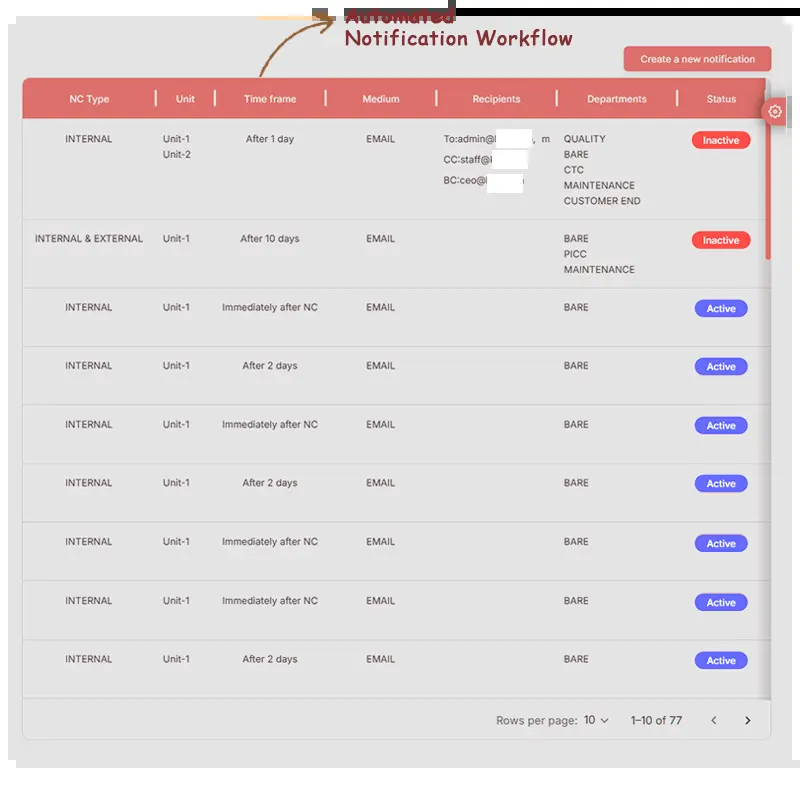 Automated
Notification Workflow
Create a new notification
NC Type Unit Time frame Medium Recipients Departments Status
INTERNAL Unit-1 After 1 day EMAIL To:admin@ , m QUALITY Inactive
Unit-2 CC:staff@ BARE
CTC
BC:ceo@ MAINTENANCE
CUSTOMER END
INTERNAL & EXTERNAL Unit-1 After 10 days EMAIL BARE Inactive
PICC
MAINTENANCE
INTERNAL Unit-1 Immediately after NC EMAIL BARE Active
INTERNAL Unit-1 After 2 days EMAIL BARE Active
INTERNAL Unit-1 Immediately after NC EMAIL BARE Active
INTERNAL Unit-1 After 2 days EMAIL BARE Active
INTERNAL Unit-1 Immediately after NC EMAIL BARE Active
INTERNAL Unit-1 Immediately after NC EMAIL BARE Active
INTERNAL Unit-1 After 2 days EMAIL BARE Active
Rows per page: 10 1–10 of 77